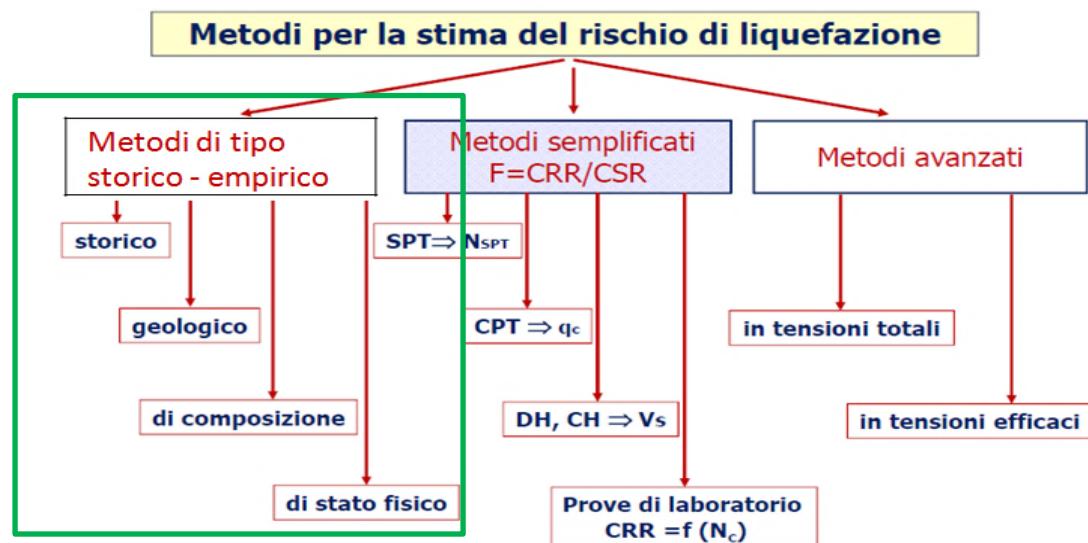 Metodi per la stima del rischio di liquefazione
Metodi di tipo
storico - empirico
storico
geologico
di composizione
di stato fisico
Metodi semplificati
F=CRR/CSR
SPT⇒ NSPT
CPT ⇒ qc
DH, CH ⇒ Vs
Prove di laboratorio
CRR =f (Nc)
Metodi avanzati
in tensioni totali
in tensioni efficaci